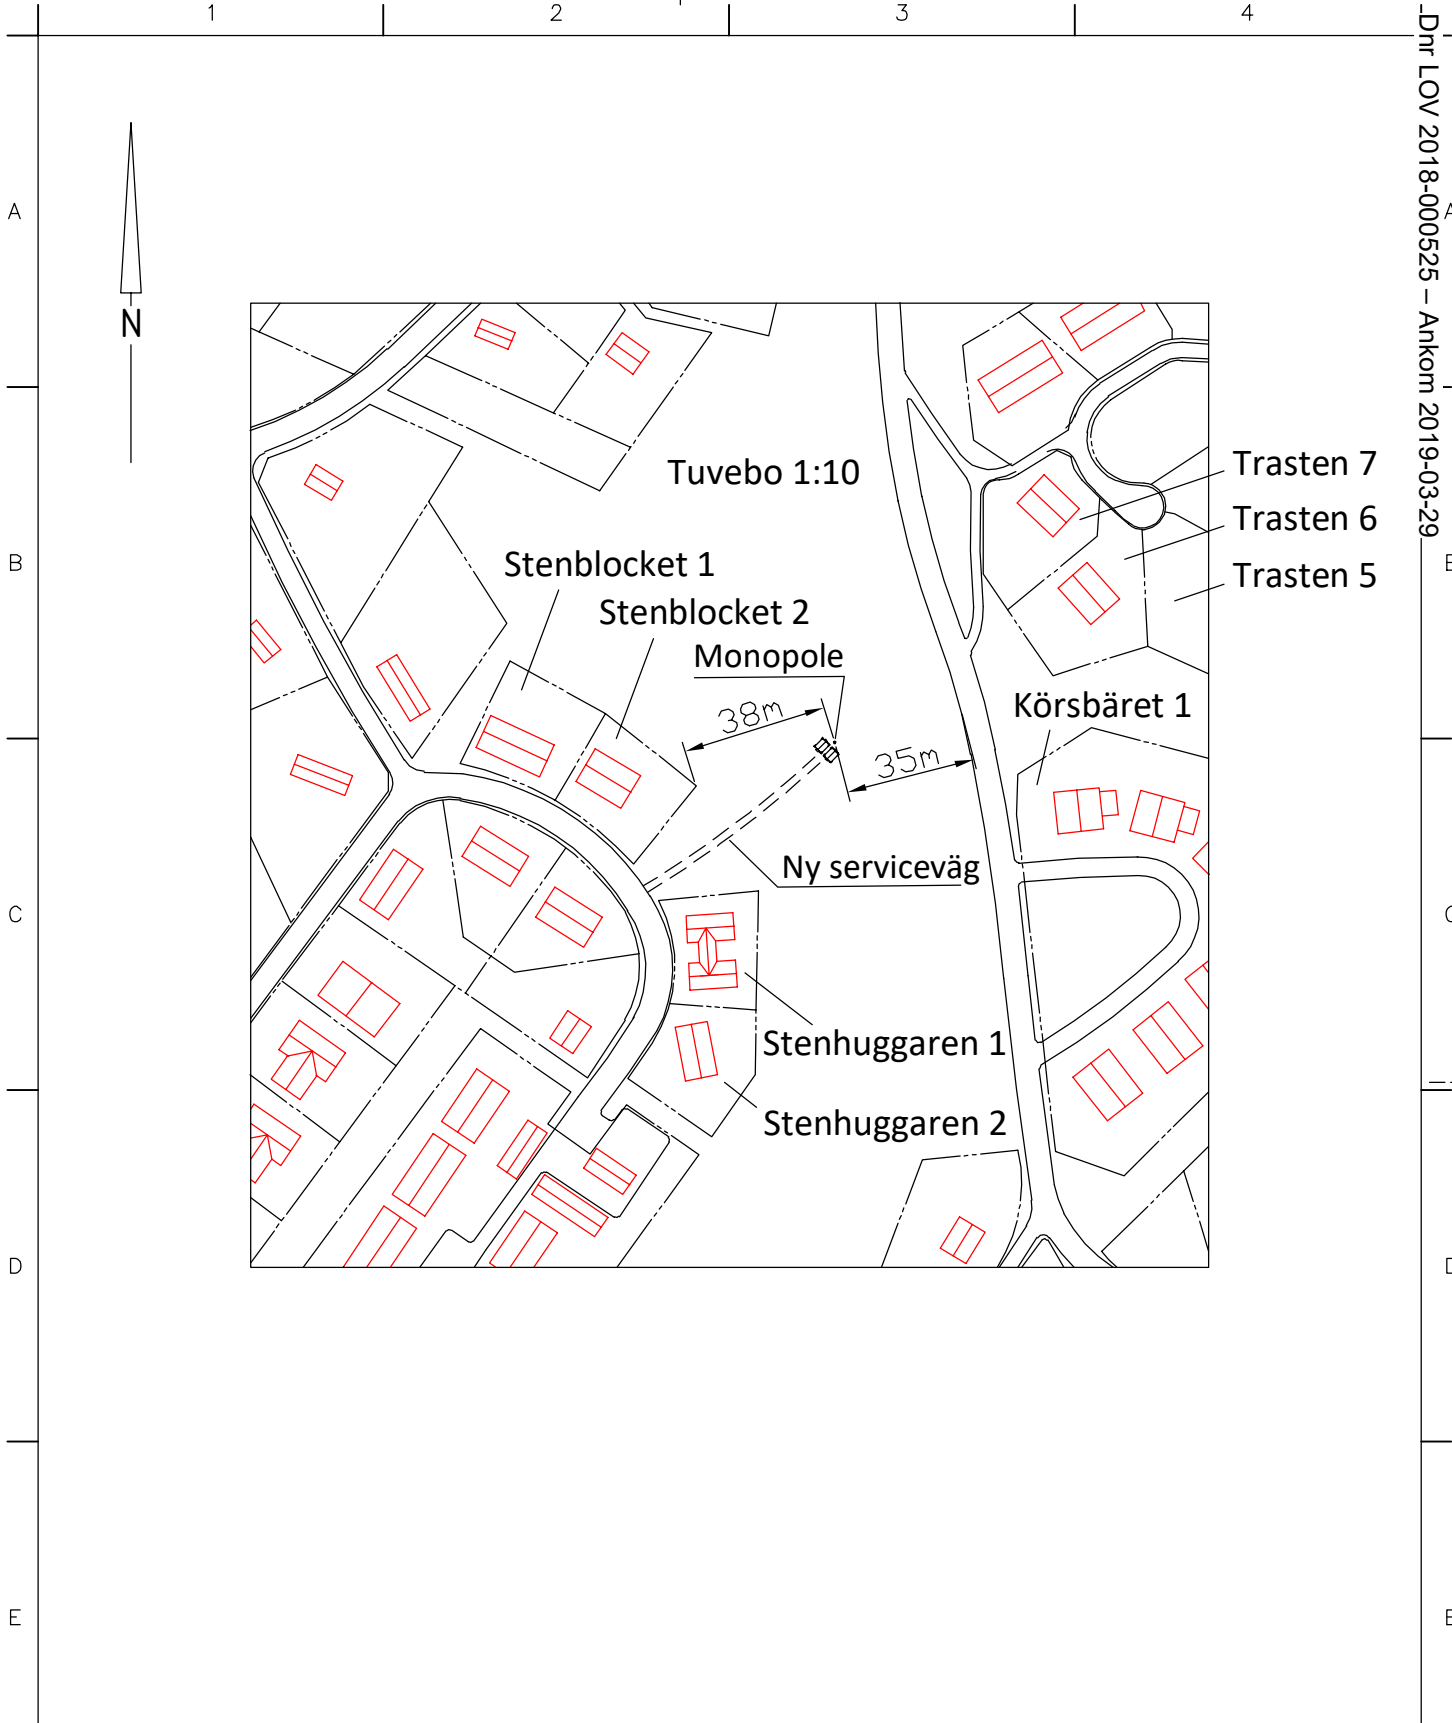 1 2 3 4
Dnr LOV 2018-000525 – Ankom 2019-03-29
A
A
N
Tuvebo 1:10
Trasten 7
Trasten 6
Trasten 5
B
Stenblocket 1
Stenblocket 2
Monopole
Körsbäret 1
38m
35m
Ny serviceväg
C
Stenhuggaren 1
Stenhuggaren 2
D
E